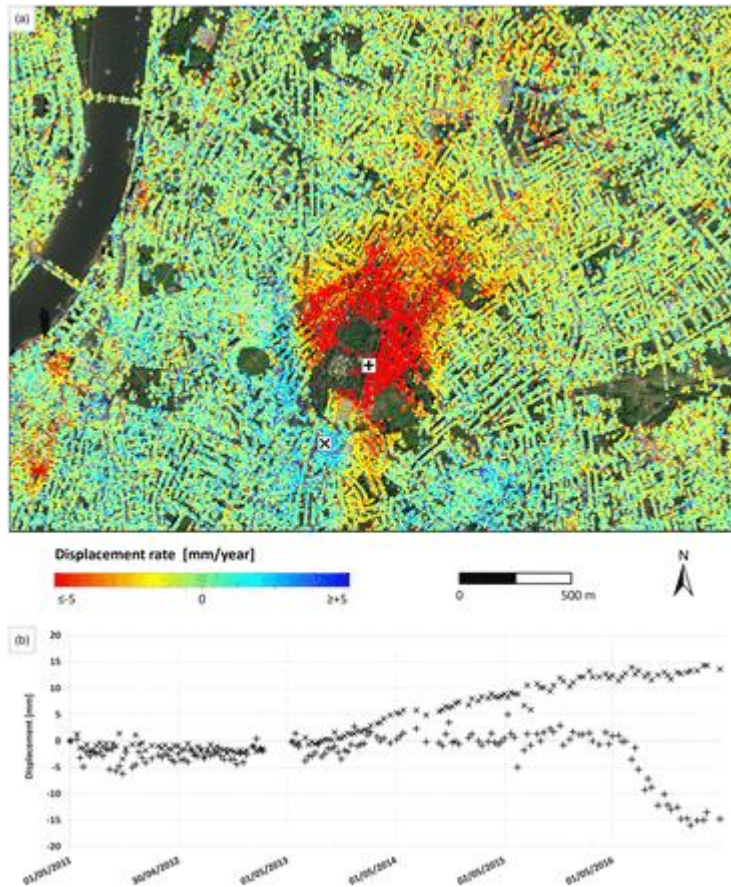 (a)
Displacement rate [mm/year]
≤-5 0 ≥+5
0 500 m
N
(b)
Displacement [mm]
20
15
10
5
0
-5
-10
-15
-20
01/05/2011 30/04/2012 01/05/2013 01/05/2014 02/05/2015 01/05/2016